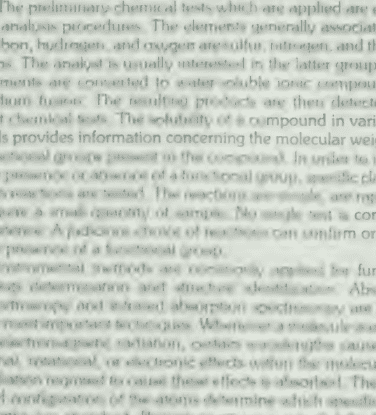 The preliminary chemical tests which are applied are
analysis procedures. The elements generally associat
bon, hydrogen, and oxygen are sulfur, nitrogen, and th
The analyst is usually interested in the latter group
ments are converted to water soluble ionic compou
fusion. The resulting products are then detect
chemical tests. The solubility of a compound in vari
s provides information concerning the molecular wei
groups present in the compound. In order to
presence or absence of a functional group, specific
reactions are tested. The reactions are simple, are
a small quantity of sample. No single test is con
A judicious choice of reactions can confirm or
presence of a functional group.
methods are commonly applied for fur
determination and structure identification. Abs
and infrared absorption spectroscopy are
most important techniques. Whenever a molecule
electromagnetic radiation, certain wavelengths cause
rotational, or electronic effects within the molecul
required to cause these effects is absorbed. The
configuration of the atoms determine which specifi